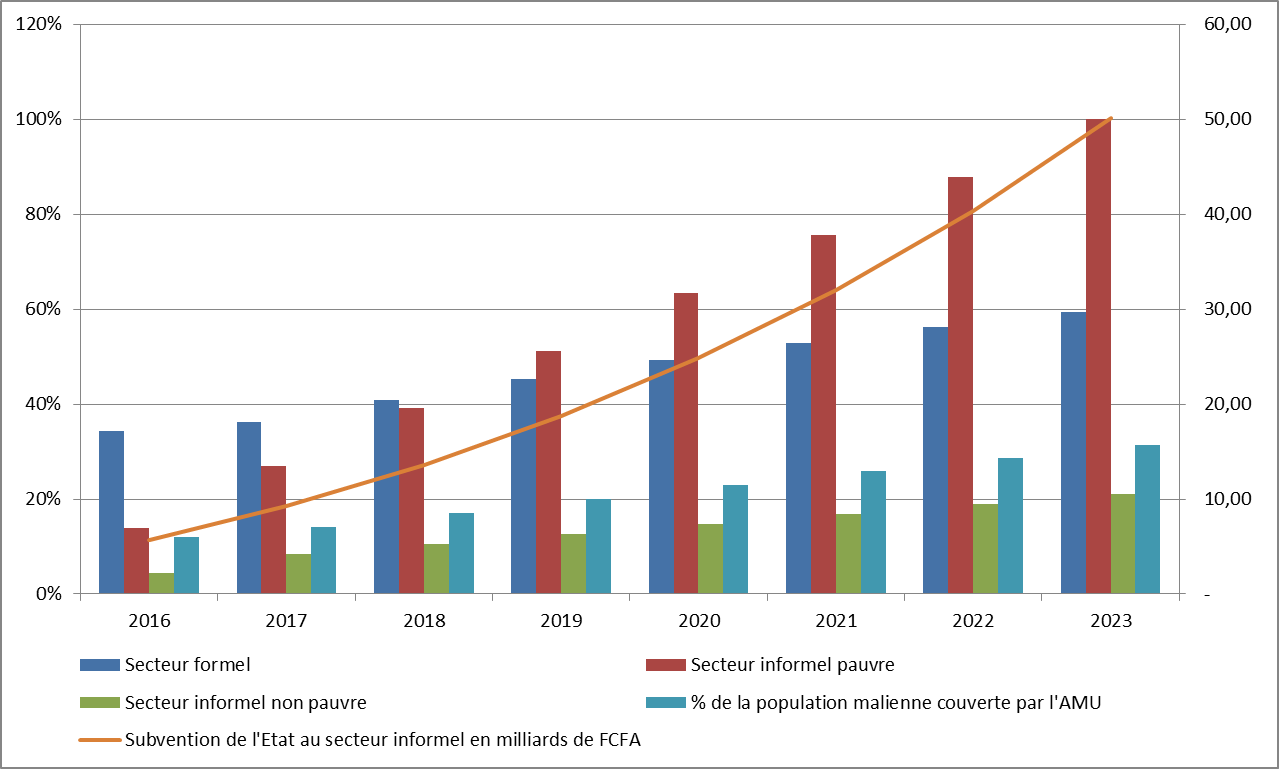 120% 60,00
100% 50,00
80% 40,00
60% 30,00
40% 20,00
20% 10,00
0% -
2016 2017 2018 2019 2020 2021 2022 2023
Secteur formel Secteur informel pauvre
Secteur informel non pauvre % de la population malienne couverte par l'AMU
Subvention de l'Etat au secteur informel en milliards de FCFA